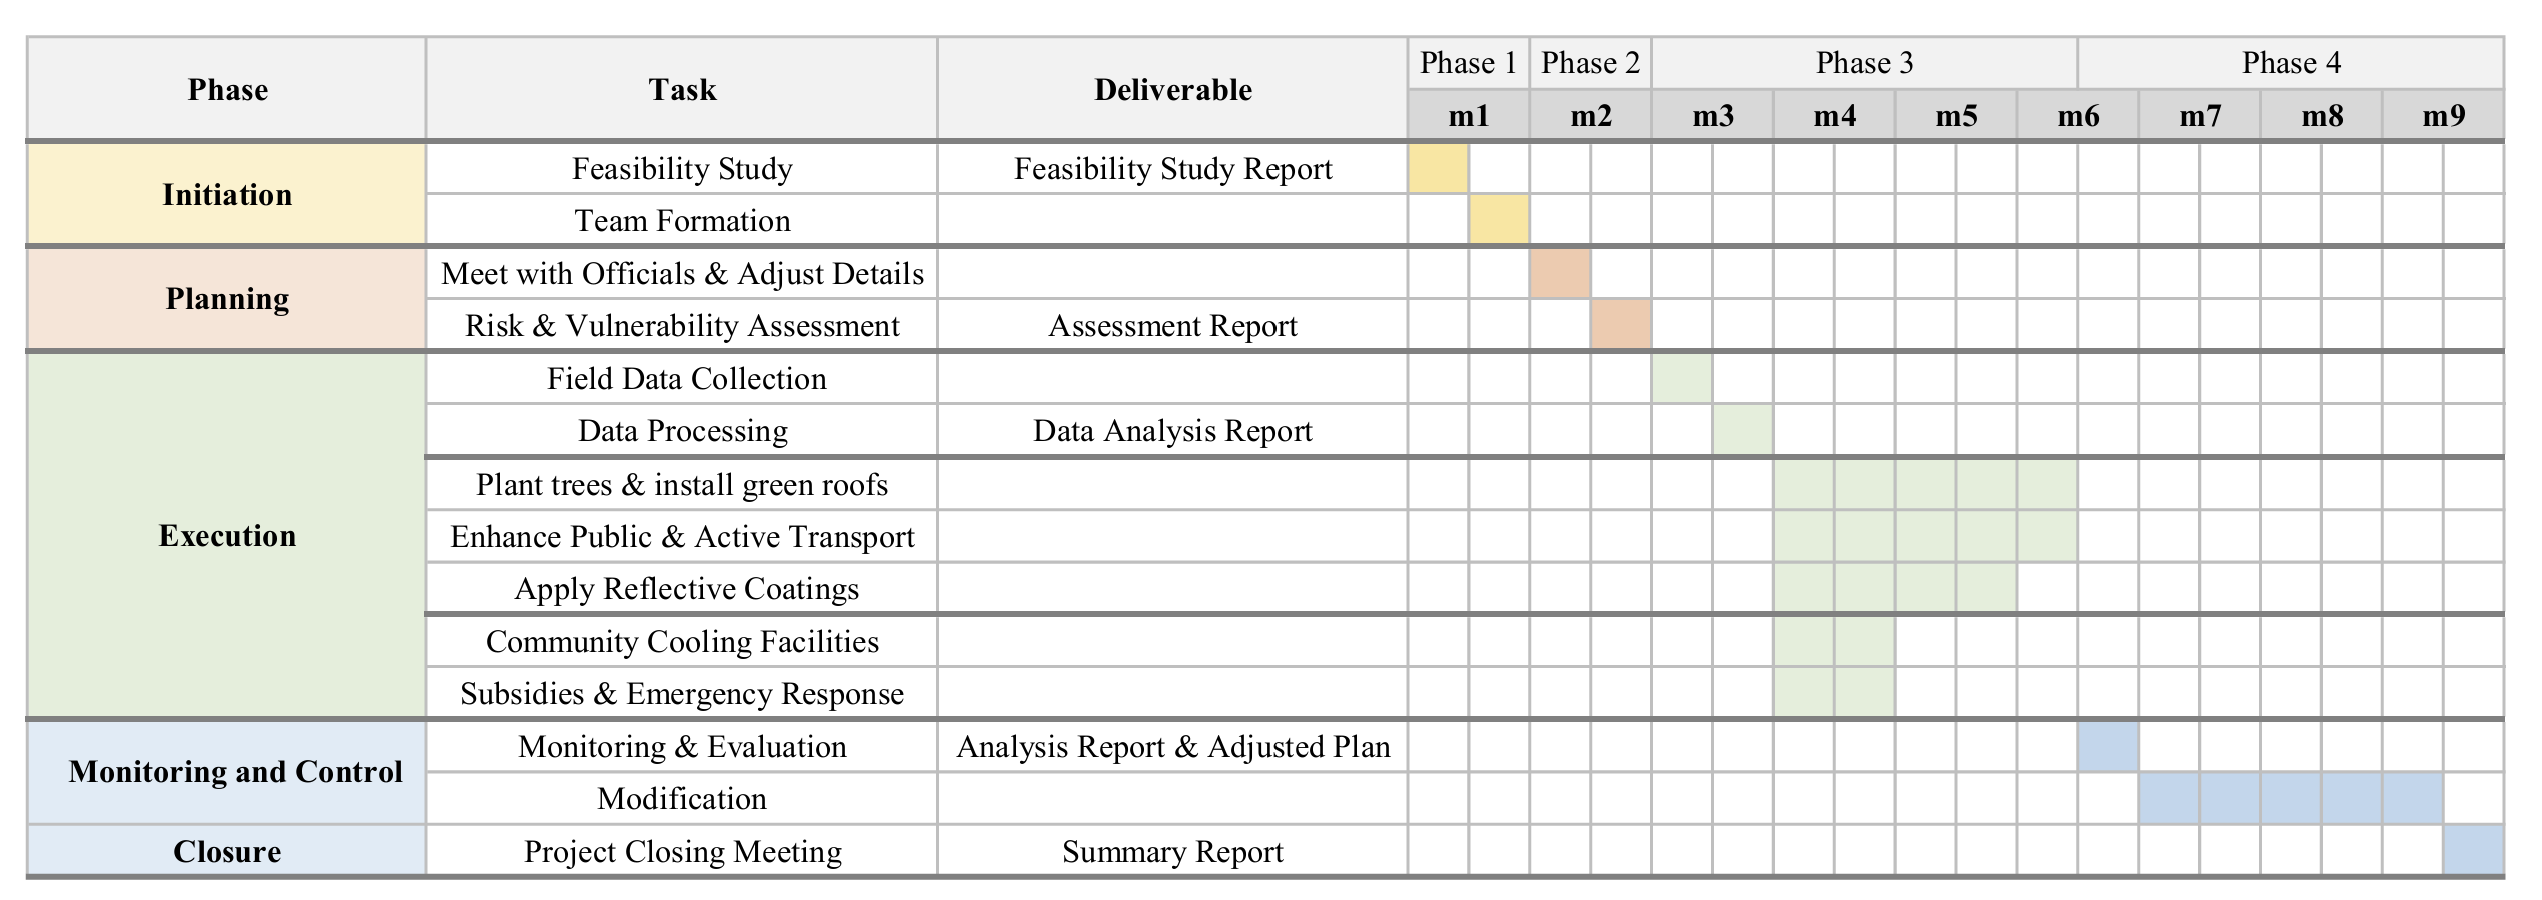 Phase Task Deliverable Phase 1 Phase 2 Phase 3 Phase 4
m1 m2 m3 m4 m5 m6 m7 m8 m9
Initiation
Feasibility Study Feasibility Study Report
Team Formation
Planning
Meet with Officials & Adjust Details
Risk & Vulnerability Assessment Assessment Report
Execution
Field Data Collection
Data Processing Data Analysis Report
Plant trees & install green roofs
Enhance Public & Active Transport
Apply Reflective Coatings
Community Cooling Facilities
Subsidies & Emergency Response
Monitoring and Control
Monitoring & Evaluation Analysis Report & Adjusted Plan
Modification
Closure Project Closing Meeting Summary Report